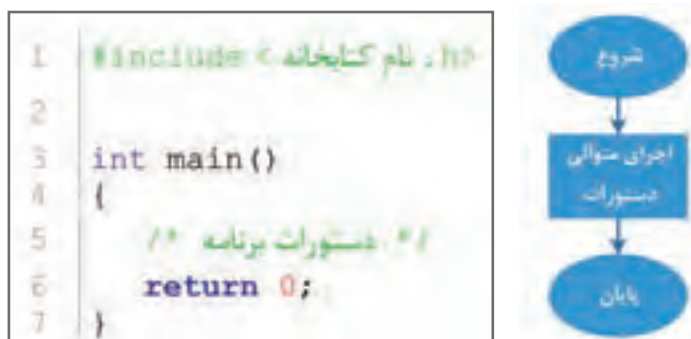 1 #include < نام کتابخانه .h>
2
3 int main()
4 {
5 /* دستورات برنامه */
6 return 0;
7 }
شروع
اجرای متوالی
دستورات
پایان